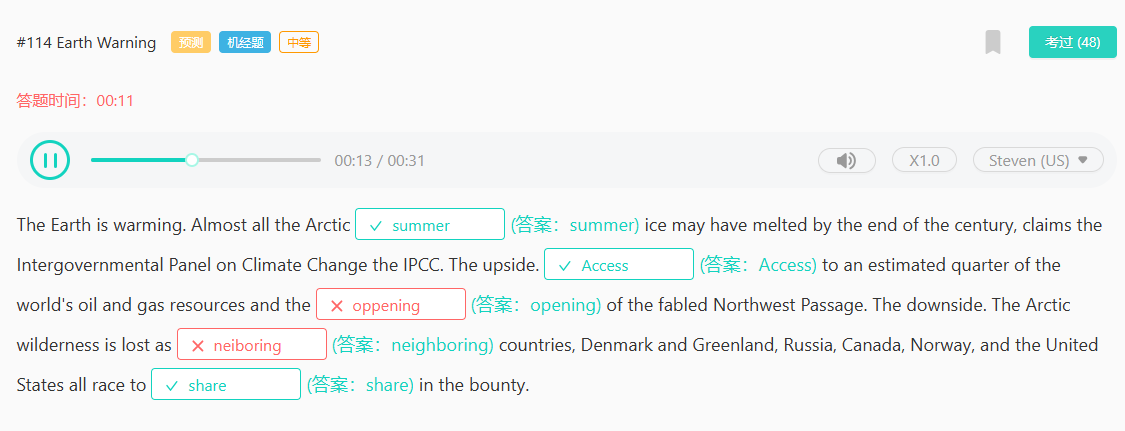 #114 Earth Warning 预测 机经题 中等 考过 (48)
答题时间：00:11
00:13 / 00:31 X1.0 Steven (US)
The Earth is warming. Almost all the Arctic summer (答案：summer) ice may have melted by the end of the century, claims the
Intergovernmental Panel on Climate Change the IPCC. The upside. Access (答案：Access) to an estimated quarter of the
world's oil and gas resources and the oppening (答案：opening) of the fabled Northwest Passage. The downside. The Arctic
wilderness is lost as neiboring (答案：neighboring) countries, Denmark and Greenland, Russia, Canada, Norway, and the United
States all race to share (答案：share) in the bounty.